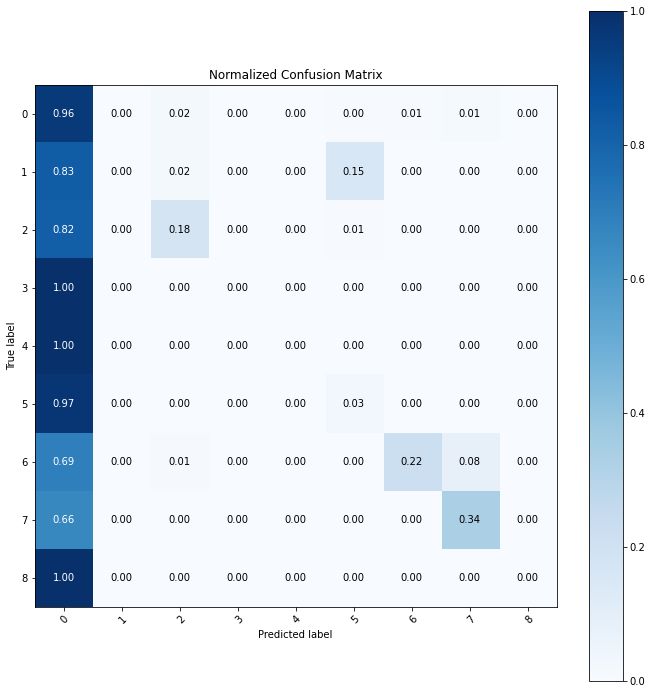 Normalized Confusion Matrix
0 0.96 0.00 0.02 0.00 0.00 0.00 0.01 0.01 0.00
1 0.83 0.00 0.02 0.00 0.00 0.15 0.00 0.00 0.00
2 0.82 0.00 0.18 0.00 0.00 0.01 0.00 0.00 0.00
3 1.00 0.00 0.00 0.00 0.00 0.00 0.00 0.00 0.00
4 1.00 0.00 0.00 0.00 0.00 0.00 0.00 0.00 0.00
5 0.97 0.00 0.00 0.00 0.00 0.03 0.00 0.00 0.00
6 0.69 0.00 0.01 0.00 0.00 0.00 0.22 0.08 0.00
7 0.66 0.00 0.00 0.00 0.00 0.00 0.00 0.34 0.00
8 1.00 0.00 0.00 0.00 0.00 0.00 0.00 0.00 0.00
True label
0 1 2 3 4 5 6 7 8
Predicted label
1.0
0.8
0.6
0.4
0.2
0.0